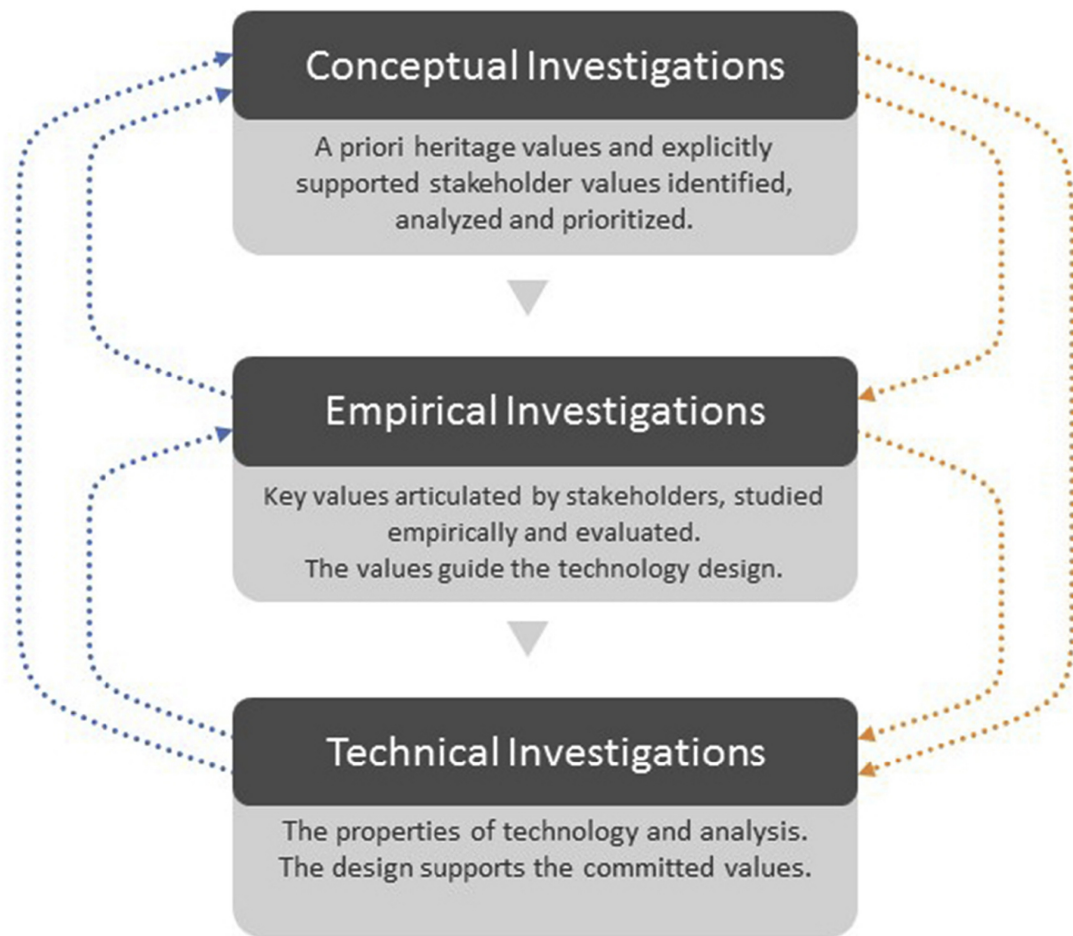 Conceptual Investigations
A priori heritage values and explicitly
supported stakeholder values identified,
analyzed and prioritized.
Empirical Investigations
Key values articulated by stakeholders, studied
empirically and evaluated.
The values guide the technology design.
Technical Investigations
The properties of technology and analysis.
The design supports the committed values.